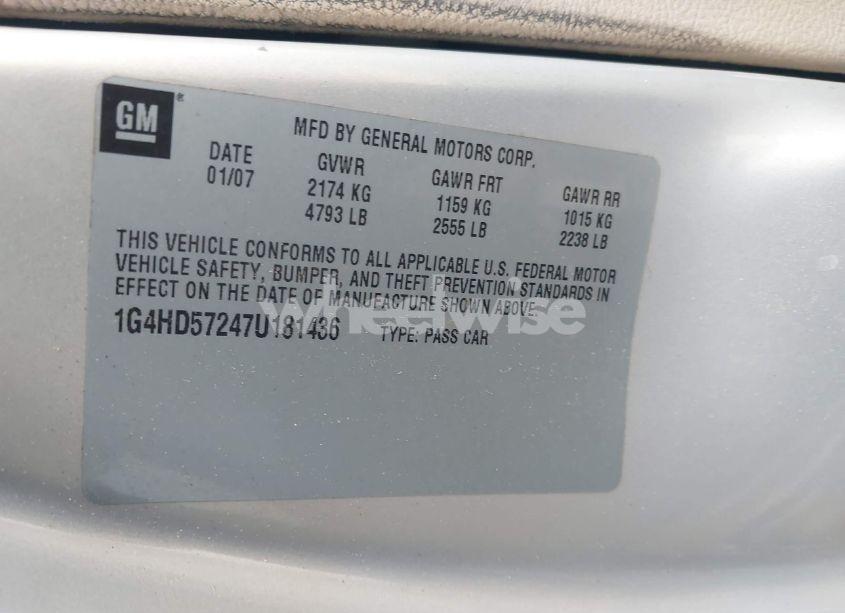 GM®
MFD BY GENERAL MOTORS CORP.
DATE GVWR GAWR FRT GAWR RR
01/07 2174 KG 1159 KG 1015 KG
4793 LB 2555 LB 2238 LB
THIS VEHICLE CONFORMS TO ALL APPLICABLE U.S. FEDERAL MOTOR
VEHICLE SAFETY, BUMPER, AND THEFT PREVENTION STANDARDS IN
EFFECT ON THE DATE OF MANUFACTURE SHOWN ABOVE.
1G4HD57247U181436 TYPE: PASS CAR
wheelwise